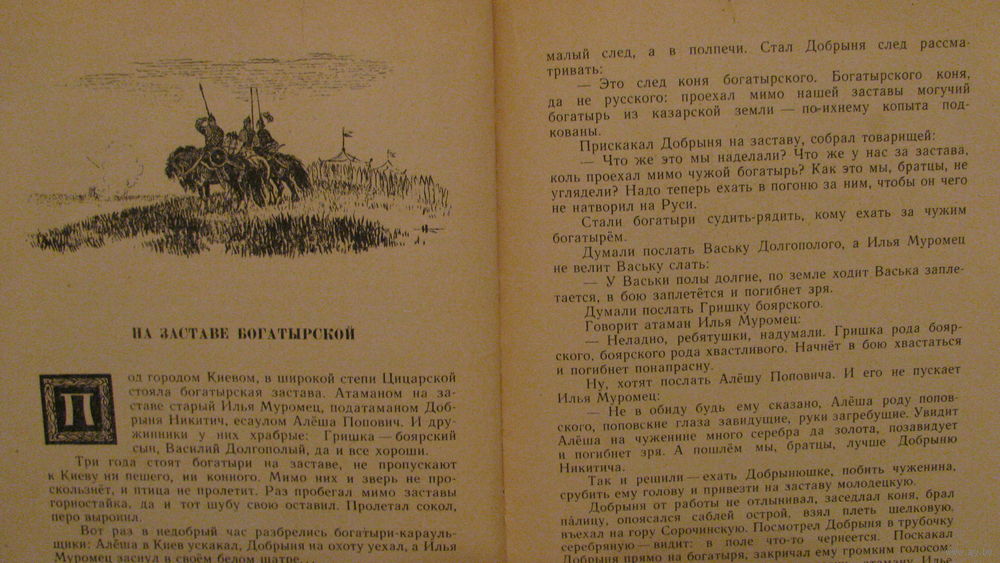 НА ЗАСТАВЕ БОГАТЫРСКОЙ
Под городом Киевом, в широкой степи Цицарской
стояла богатырская застава. Атаманом на за-
ставе старый Илья Муромец, податаманом Доб-
рыня Никитич, есаулом Алёша Попович. И дру-
жинники у них храбрые: Гришка — боярский
сын, Василий Долгополый, да и все хороши.
Три года стоят богатыри на заставе, не пропускают
к Киеву ни пешего, ни конного. Мимо них и зверь не про-
скользнёт, и птица не пролетит. Раз пробегал мимо заставы
горностайка, да и тот шубу свою оставил. Пролетал сокол,
перо выронил.
Вот раз в недобрый час разбрелись богатыри-карауль-
щики: Алёша в Киев ускакал, Добрыня на охоту уехал, а Илья
Муромец заснул в своём белом шатре...
малый след, а в полпечи. Стал Добрыня след рассма-
тривать:
— Это след коня богатырского. Богатырского коня,
да не русского: проехал мимо нашей заставы могучий
богатырь из казарской земли — по-ихнему копыта под-
кованы.
Прискакал Добрыня на заставу, собрал товарищей:
— Что же это мы наделали? Что же у нас за застава,
коль проехал мимо чужой богатырь? Как это мы, братцы, не
углядели? Надо теперь ехать в погоню за ним, чтобы он чего
не натворил на Руси.
Стали богатыри судить-рядить, кому ехать за чужим
богатырём.
Думали послать Ваську Долгополого, а Илья Муромец
не велит Ваську слать:
— У Васьки полы долгие, по земле ходит Васька запле-
тается, в бою заплетётся и погибнет зря.
Думали послать Гришку боярского.
Говорит атаман Илья Муромец:
— Неладно, ребятушки, надумали. Гришка рода бояр-
ского, боярского рода хвастливого. Начнёт в бою хвастаться
и погибнет понапрасну.
Ну, хотят послать Алёшу Поповича. И его не пускает
Илья Муромец:
— Не в обиду будь ему сказано, Алёша роду попов-
ского, поповские глаза завидущие, руки загребущие. Увидит
Алёша на чуженине много серебра да золота, позавидует
и погибнет зря. А пошлём мы, братцы, лучше Добрыню
Никитича.
Так и решили — ехать Добрынюшке, побить чуженина,
срубить ему голову и привезти на заставу молодецкую.
Добрыня от работы не отлынивал, заседлал коня, брал
палицу, опоясался саблей острой, взял плеть шелковую,
въехал на гору Сорочинскую. Посмотрел Добрыня в трубочку
серебряную — видит: в поле что-то чернеется. Поскакал
Добрыня прямо на богатыря, закричал ему громким голосом: